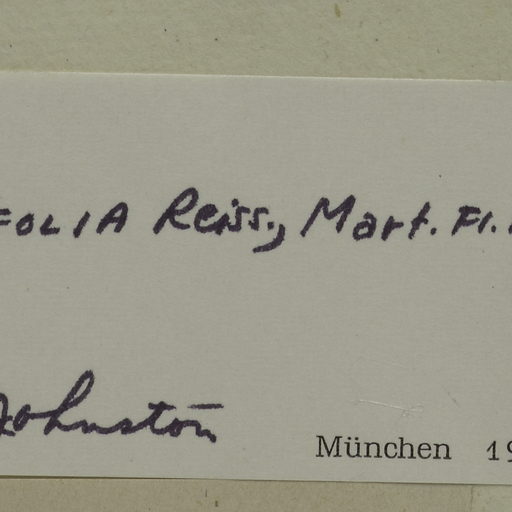 FOLIA Reiss., Mart. Fl.
Johnston
München 19